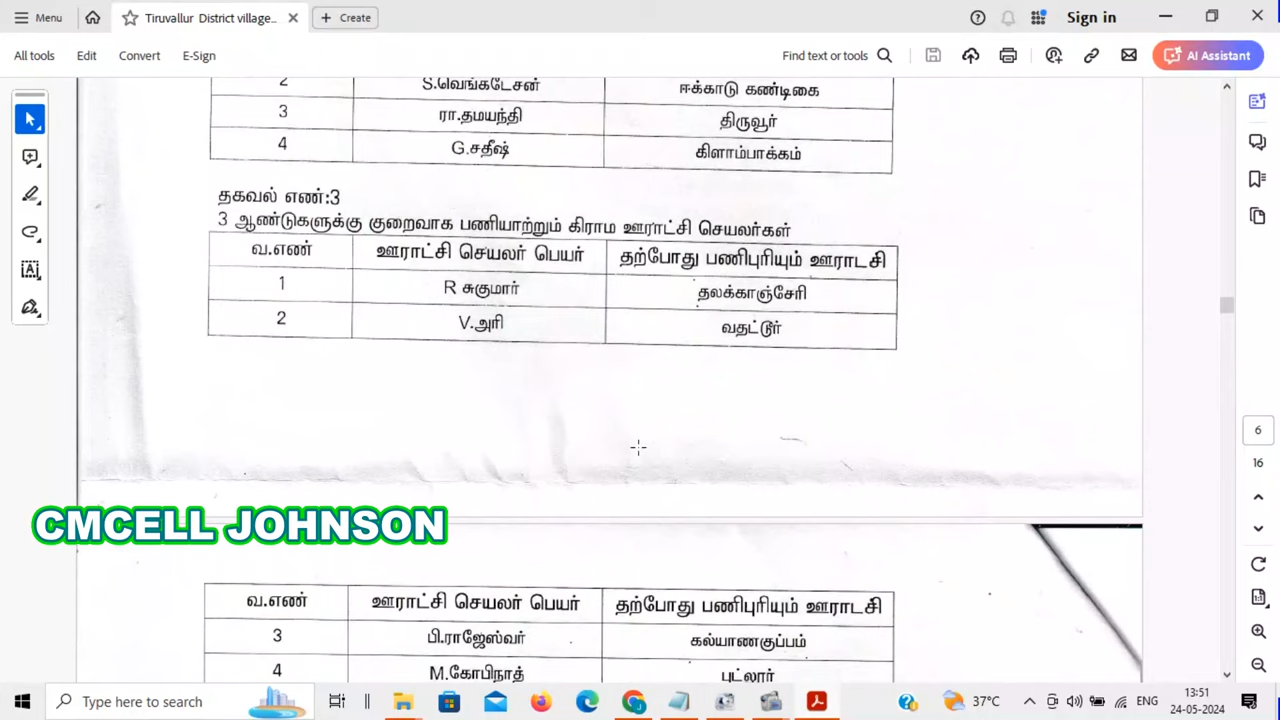 Menu Tiruvallur District village... Create Sign in
All tools Edit Convert E-Sign Find text or tools AI Assistant
2 S.வெங்கடேசன் ஈக்காடு கண்டிகை
3 ரா.தமயந்தி திருவூர்
4 G.சதீஷ் கிளாம்பாக்கம்
தகவல் எண்:3
3 ஆண்டுகளுக்கு குறைவாக பணியாற்றும் கிராம ஊராட்சி செயலர்கள்
வ.எண் ஊராட்சி செயலர் பெயர் தற்போது பணிபுரியும் ஊராடசி
1 R சுகுமார் தலக்காஞ்சேரி
2 V.அரி வதட்டூர்
6
16
CMCELL JOHNSON
வ.எண் ஊராட்சி செயலர் பெயர் தற்போது பணிபுரியும் ஊராடசி
3 பி.ராஜேஸ்வர் கல்யாணகுப்பம்
4 M.கோபிநாத் புட்லூர்
Type here to search 37°C ENG 13:51
24-05-2024